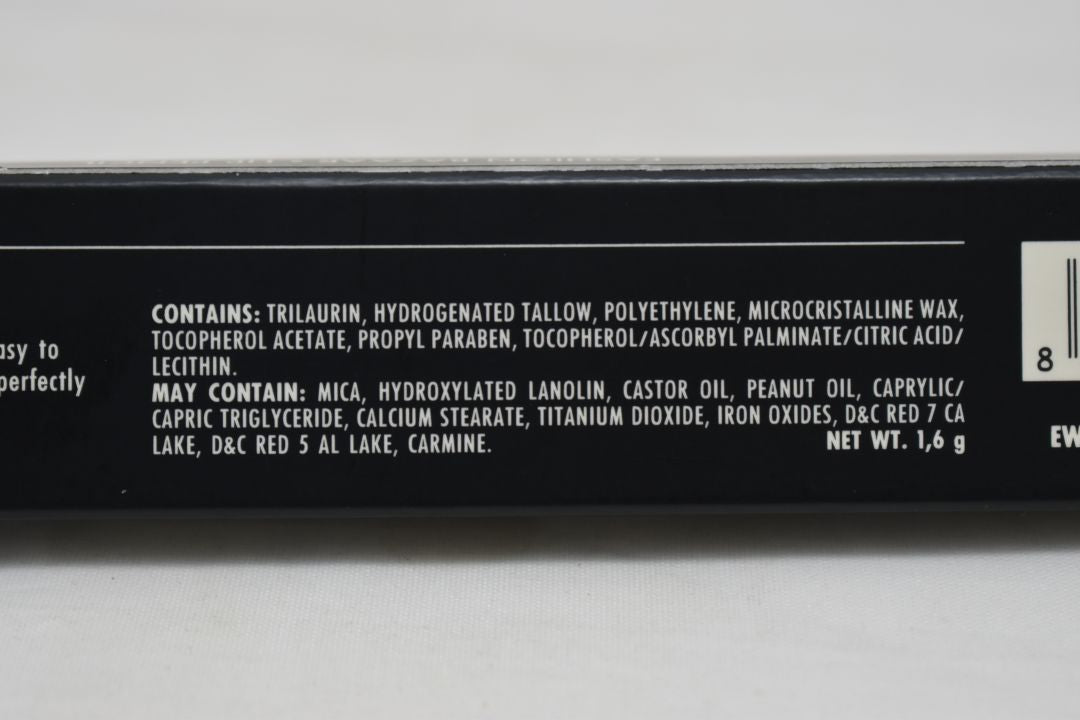 asy to
perfectly
CONTAINS: TRILAURIN, HYDROGENATED TALLOW, POLYETHYLENE, MICROCRISTALLINE WAX,
TOCOPHEROL ACETATE, PROPYL PARABEN, TOCOPHEROL/ASCORBYL PALMINATE/CITRIC ACID/
LECITHIN.
MAY CONTAIN: MICA, HYDROXYLATED LANOLIN, CASTOR OIL, PEANUT OIL, CAPRYLIC/
CAPRIC TRIGLYCERIDE, CALCIUM STEARATE, TITANIUM DIOXIDE, IRON OXIDES, D&C RED 7 CA
LAKE, D&C RED 5 AL LAKE, CARMINE.
NET WT. 1,6 g
8
EW